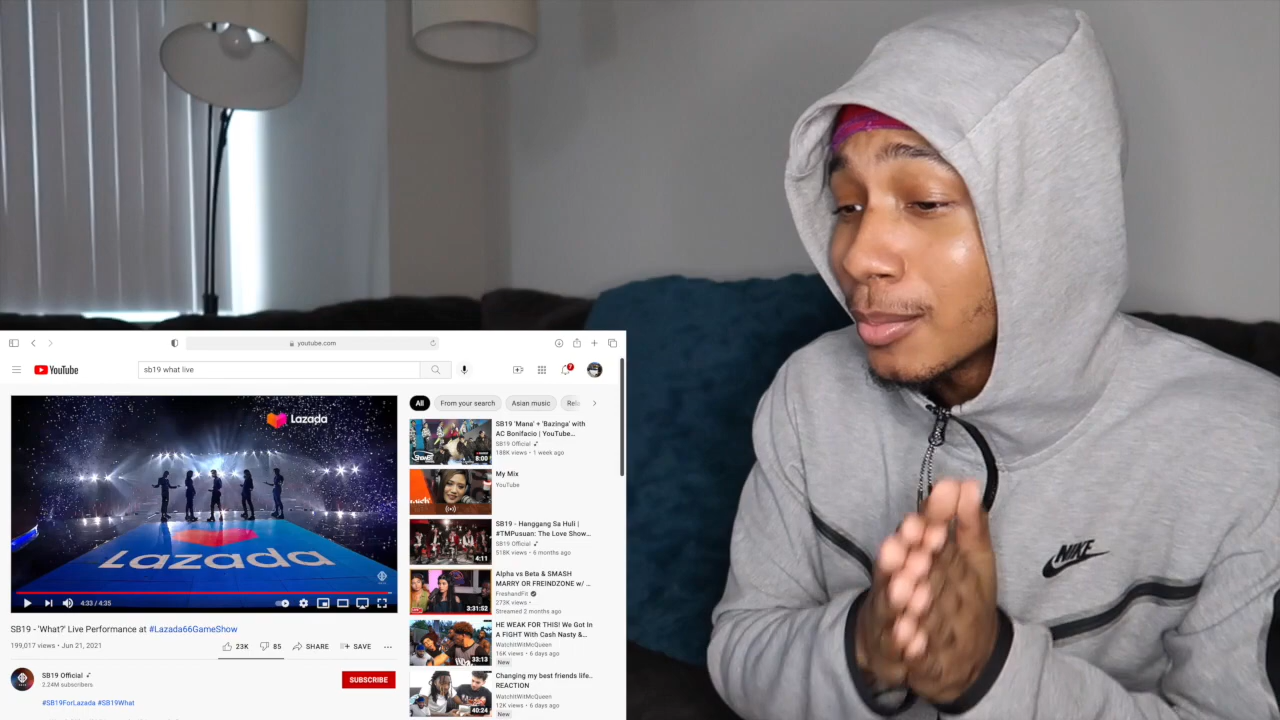 youtube.com
YouTube
sb19 what live
7
Lazada
Lazada
4:33 / 4:35
SB19 - 'What?' Live Performance at #Lazada66GameShow
199,017 views • Jun 21, 2021
23K
85
SHARE
SAVE
SB19 Official
2.24M subscribers
SUBSCRIBE
#SB19ForLazada #SB19What
All
From your search
Asian music
Rela
SB19 'Mana' + 'Bazinga' with
AC Bonifacio | YouTube...
SB19 Official
188K views • 1 week ago
8:00
My Mix
YouTube
SB19 - Hanggang Sa Huli |
#TMPusuan: The Love Show...
SB19 Official
518K views • 6 months ago
4:11
Alpha vs Beta & SMASH
MARRY OR FREINDZONE w/ ...
FreshandFit
273K views •
Streamed 2 months ago
3:31:52
HE WEAK FOR THIS! We Got In
A FIGHT With Cash Nasty &...
WatchItWitMcQueen
16K views • 6 days ago
New
33:13
Changing my best friends life..
REACTION
WatchItWitMcQueen
12K views • 6 days ago
New
40:24
NIKE